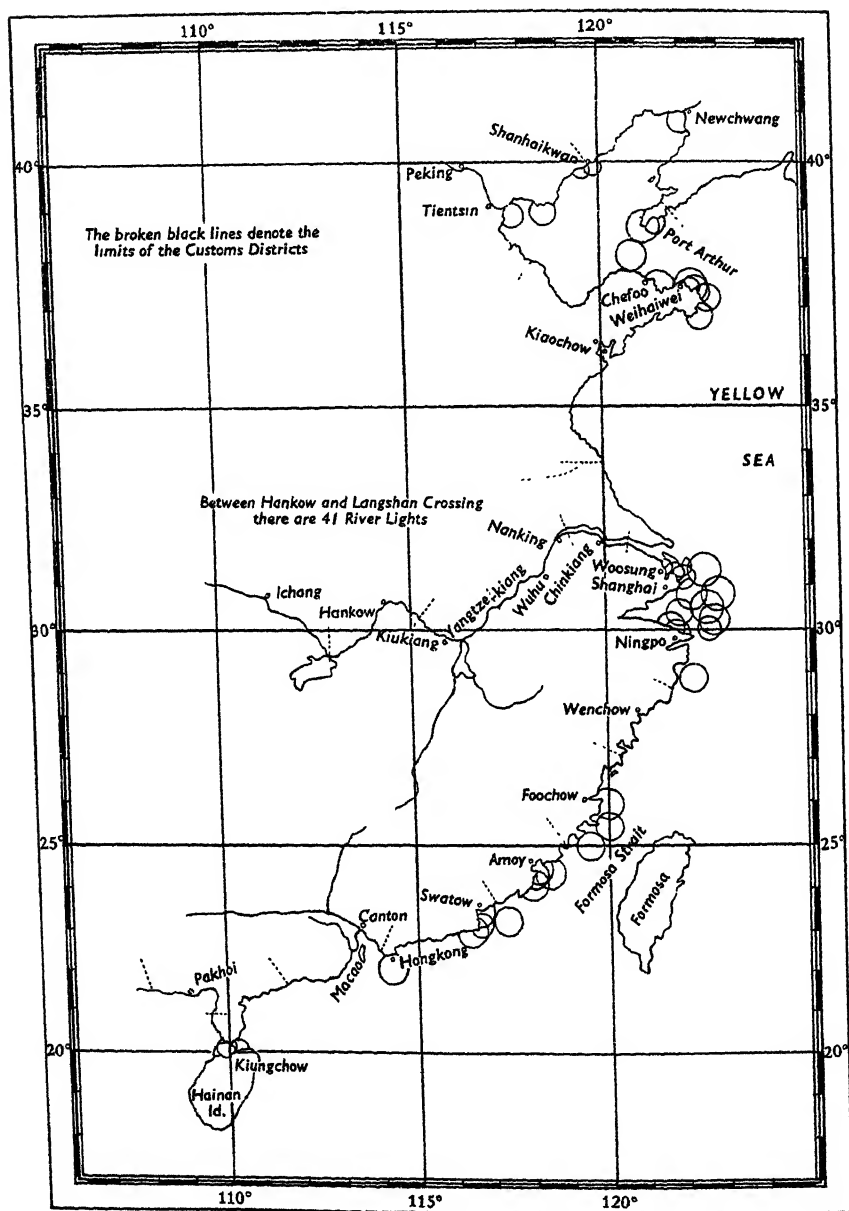 110° 115° 120°
110° 120°
Newchwang
Shanhaikwan
40° 40°
Peking
Tientsin
The broken black lines denote the
limits of the Customs Districts
Port Arthur
Chefoo
Weihaiwei
Kiaochow
35° 35°
YELLOW
SEA
Between Hankow and Langshan Crossing
there are 41 River Lights
Nanking
Chinkiang
Woosung
Shanghai
Wuhu
Yangtze-kiang
Ichang
Hankow
Kiukiang
30° 30°
Ningpo
Wenchow
Foochow
25° 25°
Formosa Strait
Formosa
Amoy
Swatow
Canton
Hongkong
Macao
Pakhoi
20° 20°
Kiungchow
Hainan
Id.
110° 115° 120°